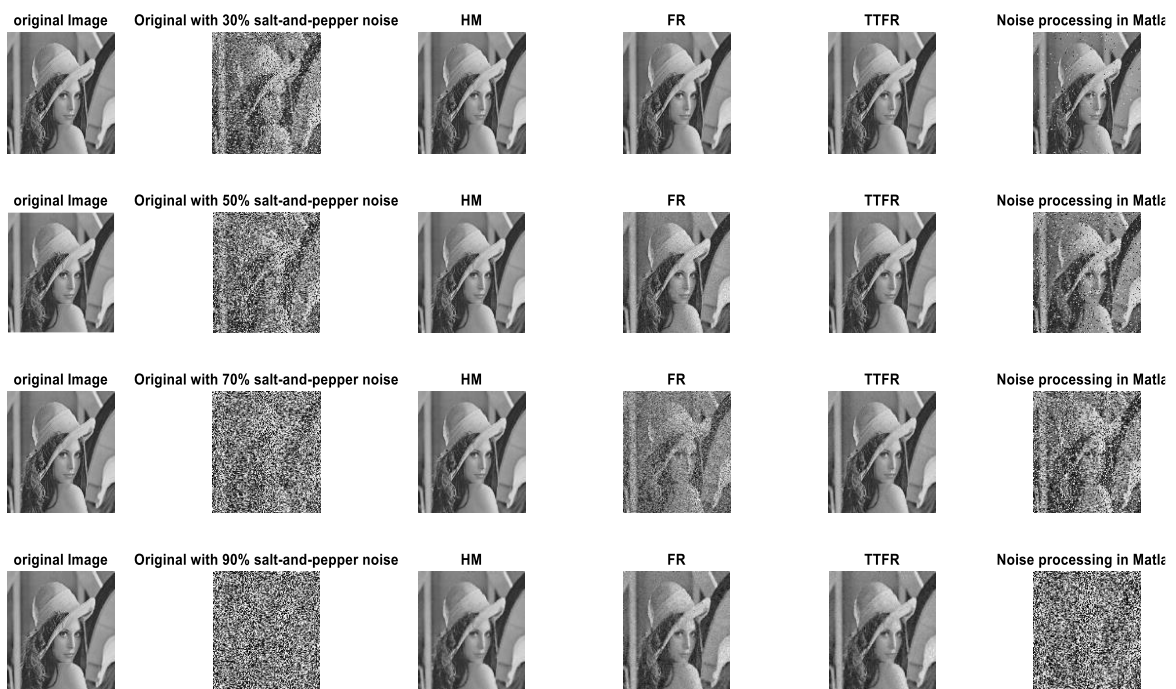 original Image Original with 30% salt-and-pepper noise HM FR TTFR Noise processing in Matla
original Image Original with 50% salt-and-pepper noise HM FR TTFR Noise processing in Matla
original Image Original with 70% salt-and-pepper noise HM FR TTFR Noise processing in Matla
original Image Original with 90% salt-and-pepper noise HM FR TTFR Noise processing in Matla